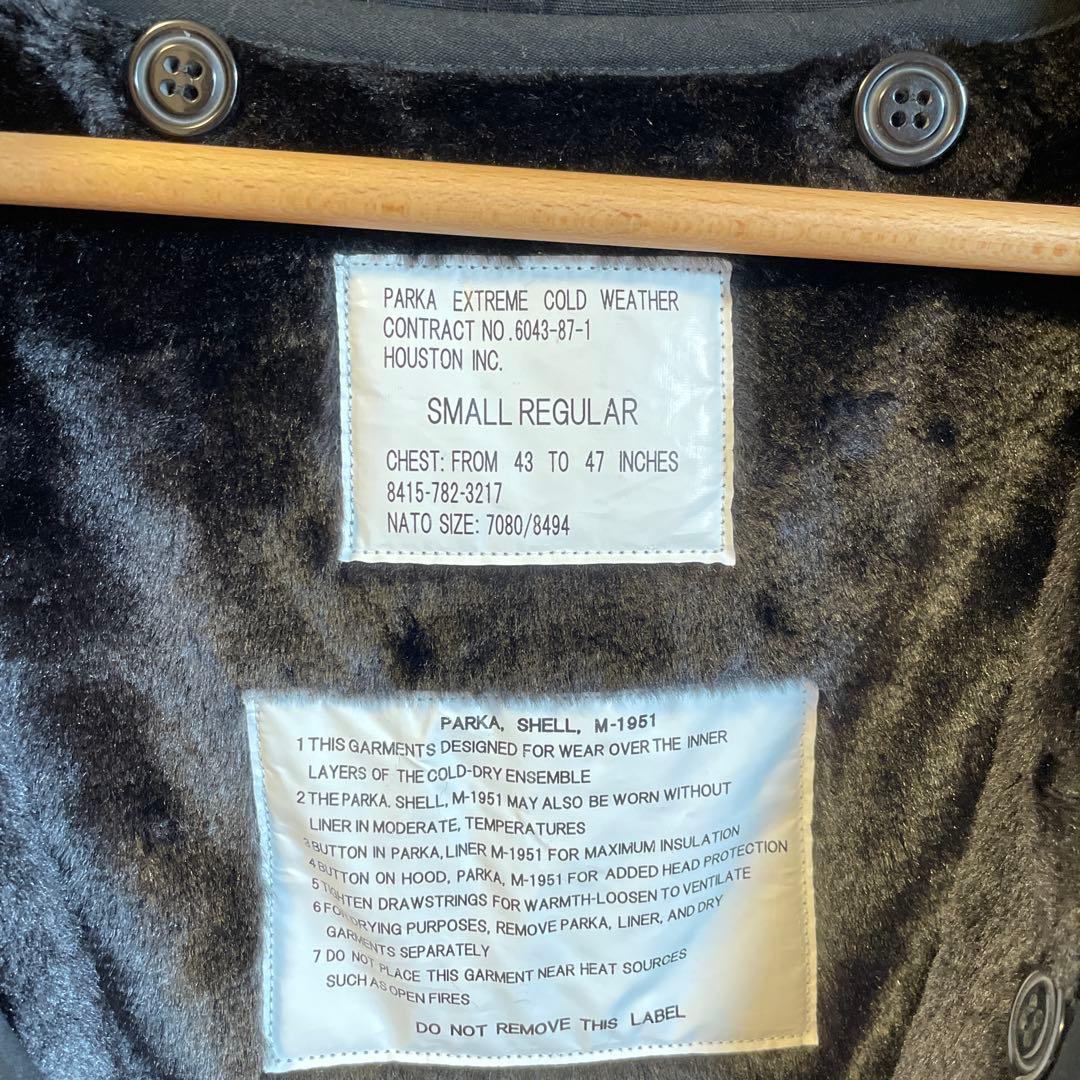 PARKA EXTREME COLD WEATHER
CONTRACT NO.6043-87-1
HOUSTON INC.
SMALL REGULAR
CHEST: FROM 43 TO 47 INCHES
8415-782-3217
NATO SIZE: 7080/8494
PARKA, SHELL, M-1951
1 THIS GARMENTS DESIGNED FOR WEAR OVER THE INNER
LAYERS OF THE COLD-DRY ENSEMBLE
2 THE PARKA. SHELL, M-1951 MAY ALSO BE WORN WITHOUT
LINER IN MODERATE, TEMPERATURES
3 BUTTON IN PARKA, LINER M-1951 FOR MAXIMUM INSULATION
4 BUTTON ON HOOD, PARKA, M-1951 FOR ADDED HEAD PROTECTION
5 TIGHTEN DRAWSTRINGS FOR WARMTH-LOOSEN TO VENTILATE
6 FOR DRYING PURPOSES, REMOVE PARKA, LINER, AND DRY
GARMENTS SEPARATELY
7 DO NOT PLACE THIS GARMENT NEAR HEAT SOURCES
SUCH AS OPEN FIRES
DO NOT REMOVE THIS LABEL